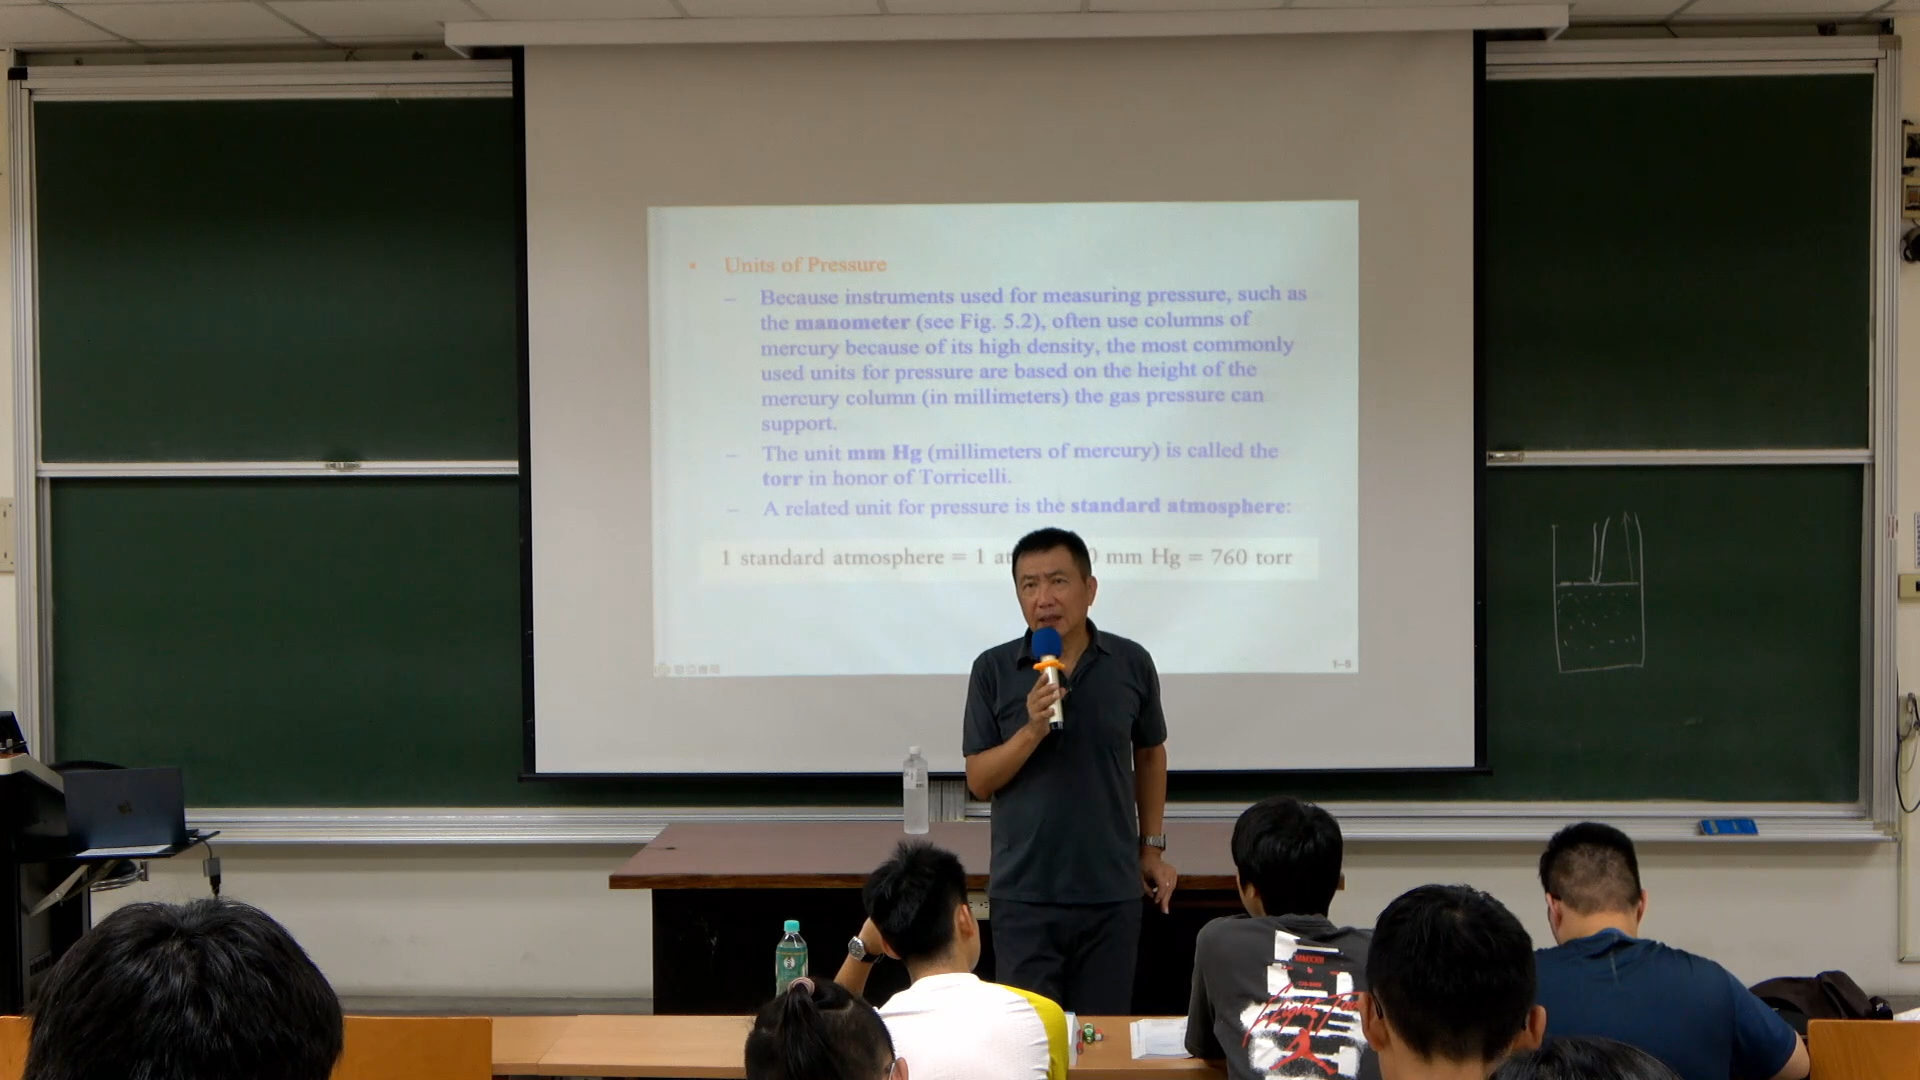 • Units of Pressure
– Because instruments used for measuring pressure, such as
the manometer (see Fig. 5.2), often use columns of
mercury because of its high density, the most commonly
used units for pressure are based on the height of the
mercury column (in millimeters) the gas pressure can
support.
– The unit mm Hg (millimeters of mercury) is called the
torr in honor of Torricelli.
– A related unit for pressure is the standard atmosphere:
1 standard atmosphere = 1 at 0 mm Hg = 760 torr
1–9
MMXXIII